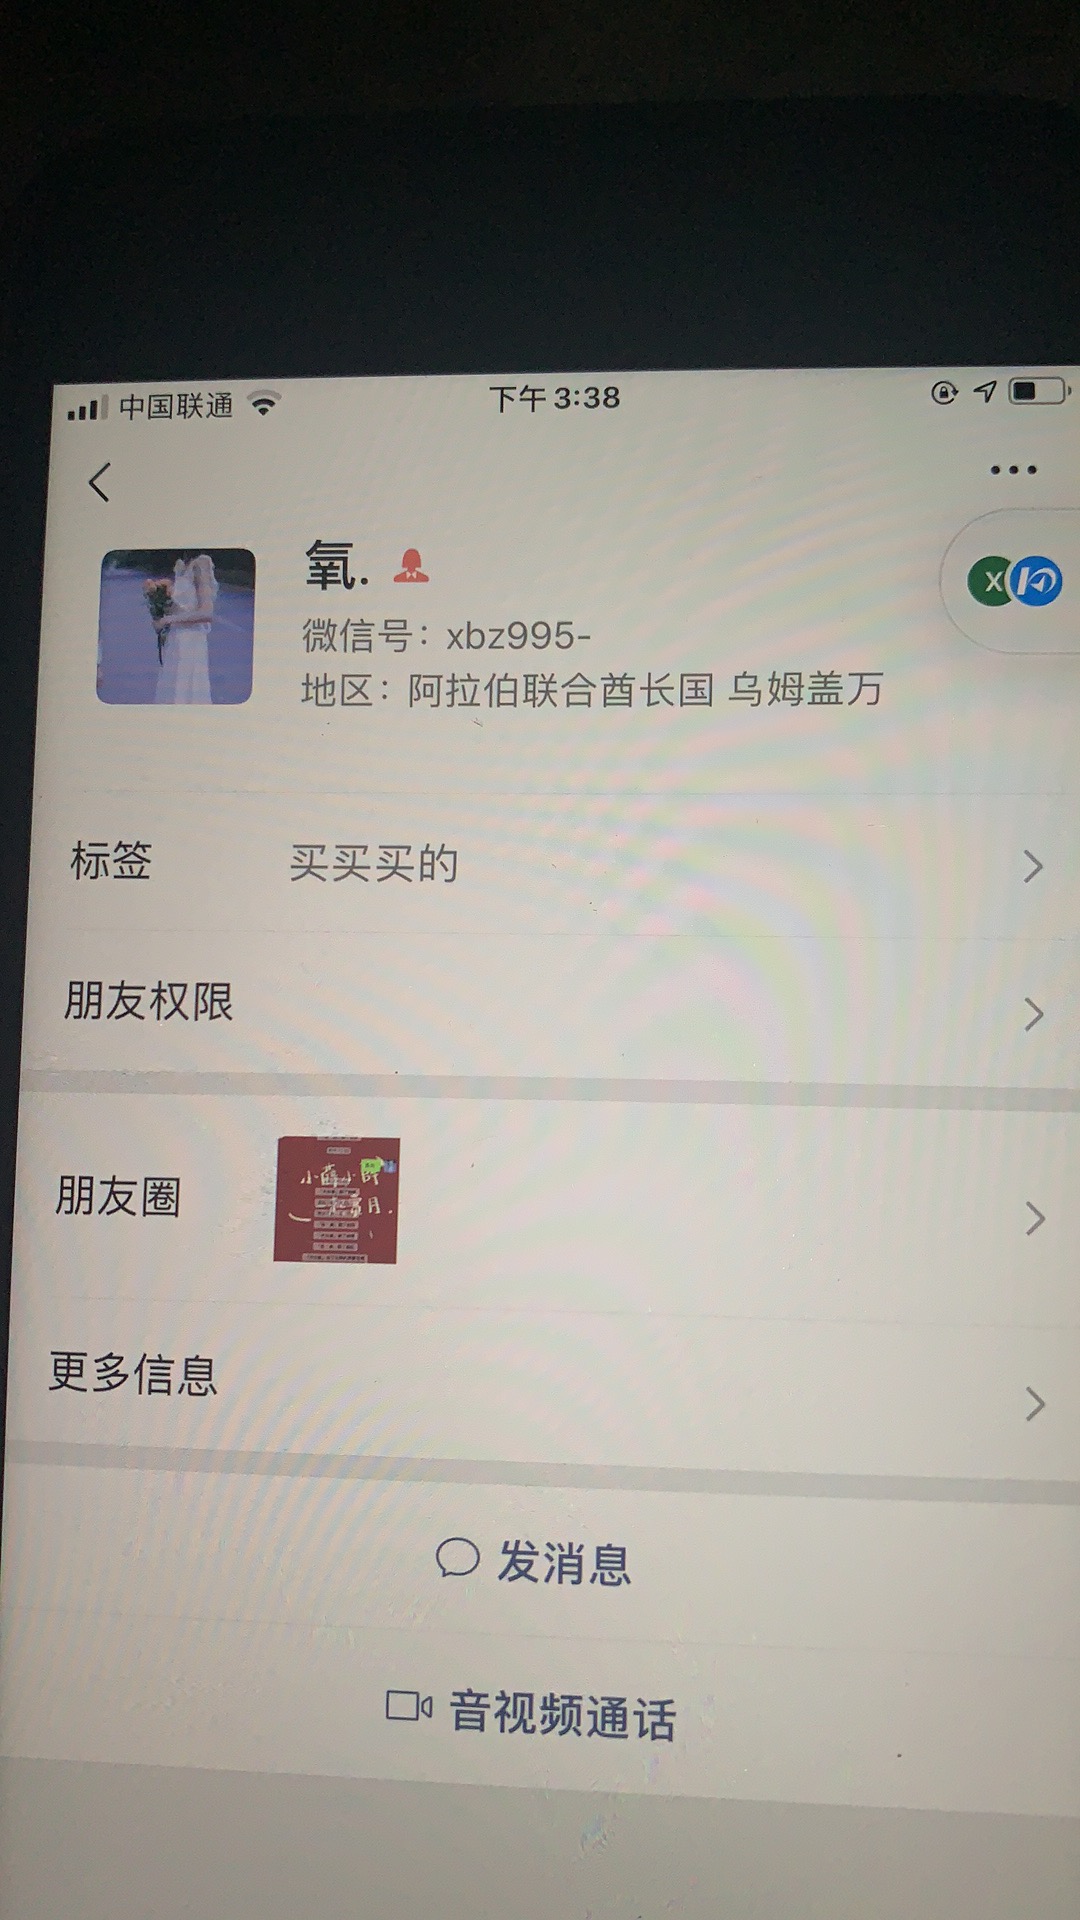 中国联通
下午3:38
氧.
微信号：xbz995-
地区：阿拉伯联合酋长国 乌姆盖万
X
标签 买买买的
朋友权限
朋友圈
更多信息
发消息
音视频通话